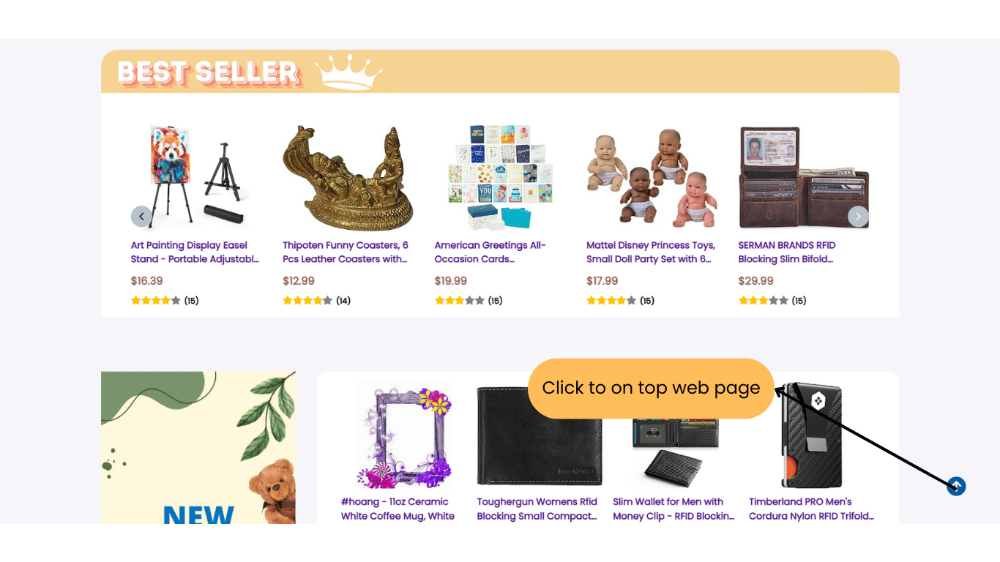 BEST SELLER
Art Painting Display Easel
Stand - Portable Adjustabl...
$16.39
(15)
Thipoten Funny Coasters, 6
Pcs Leather Coasters with...
$12.99
(14)
American Greetings All-
Occasion Cards...
$19.99
(15)
Mattel Disney Princess Toys,
Small Doll Party Set with 6...
$17.99
(15)
SERMAN BRANDS RFID
Blocking Slim Bifold...
$29.99
(15)
Click to on top web page
NEW
#hoang - 11oz Ceramic
White Coffee Mug, White
Toughergun Womens Rfid
Blocking Small Compact...
Slim Wallet for Men with
Money Clip - RFID Blockin...
Timberland PRO Men's
Cordura Nylon RFID Trifold...